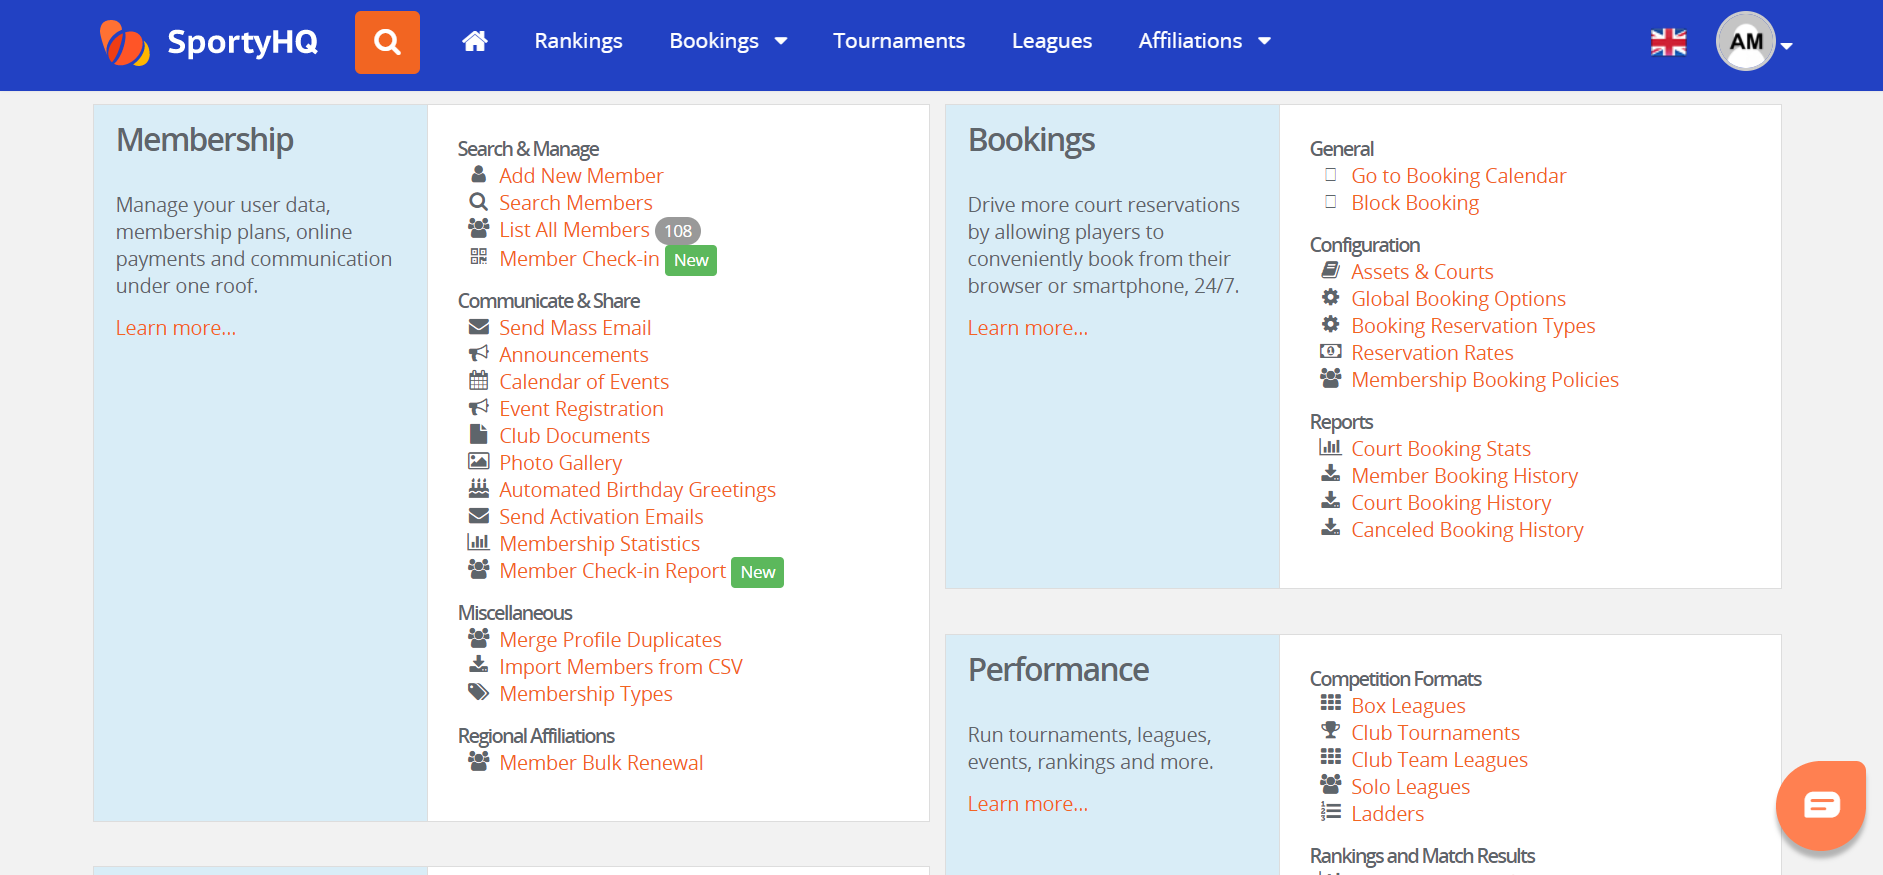 SportyHQ
Rankings
Bookings
Tournaments
Leagues
Affiliations
AM
Membership
Manage your user data,
membership plans, online
payments and communication
under one roof.
Learn more...
Search & Manage
Add New Member
Search Members
List All Members 108
Member Check-in New
Communicate & Share
Send Mass Email
Announcements
Calendar of Events
Event Registration
Club Documents
Photo Gallery
Automated Birthday Greetings
Send Activation Emails
Membership Statistics
Member Check-in Report New
Miscellaneous
Merge Profile Duplicates
Import Members from CSV
Membership Types
Regional Affiliations
Member Bulk Renewal
Bookings
Drive more court reservations
by allowing players to
conveniently book from their
browser or smartphone, 24/7.
Learn more...
General
Go to Booking Calendar
Block Booking
Configuration
Assets & Courts
Global Booking Options
Booking Reservation Types
Reservation Rates
Membership Booking Policies
Reports
Court Booking Stats
Member Booking History
Court Booking History
Canceled Booking History
Performance
Run tournaments, leagues,
events, rankings and more.
Learn more...
Competition Formats
Box Leagues
Club Tournaments
Club Team Leagues
Solo Leagues
Ladders
Rankings and Match Results